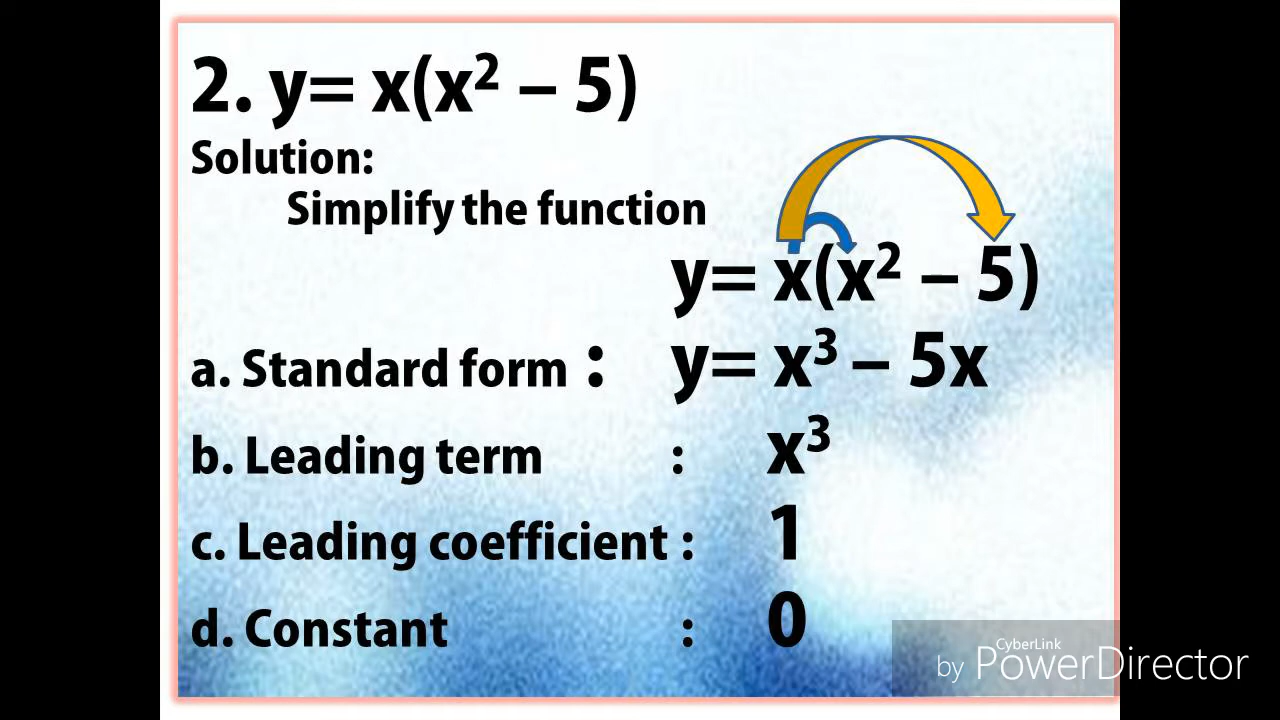 2. y= x(x² – 5)
Solution:
Simplify the function
y= x(x² – 5)
a. Standard form : y= x³ – 5x
b. Leading term : x³
c. Leading coefficient : 1
d. Constant : 0
CyberLink
by PowerDirector